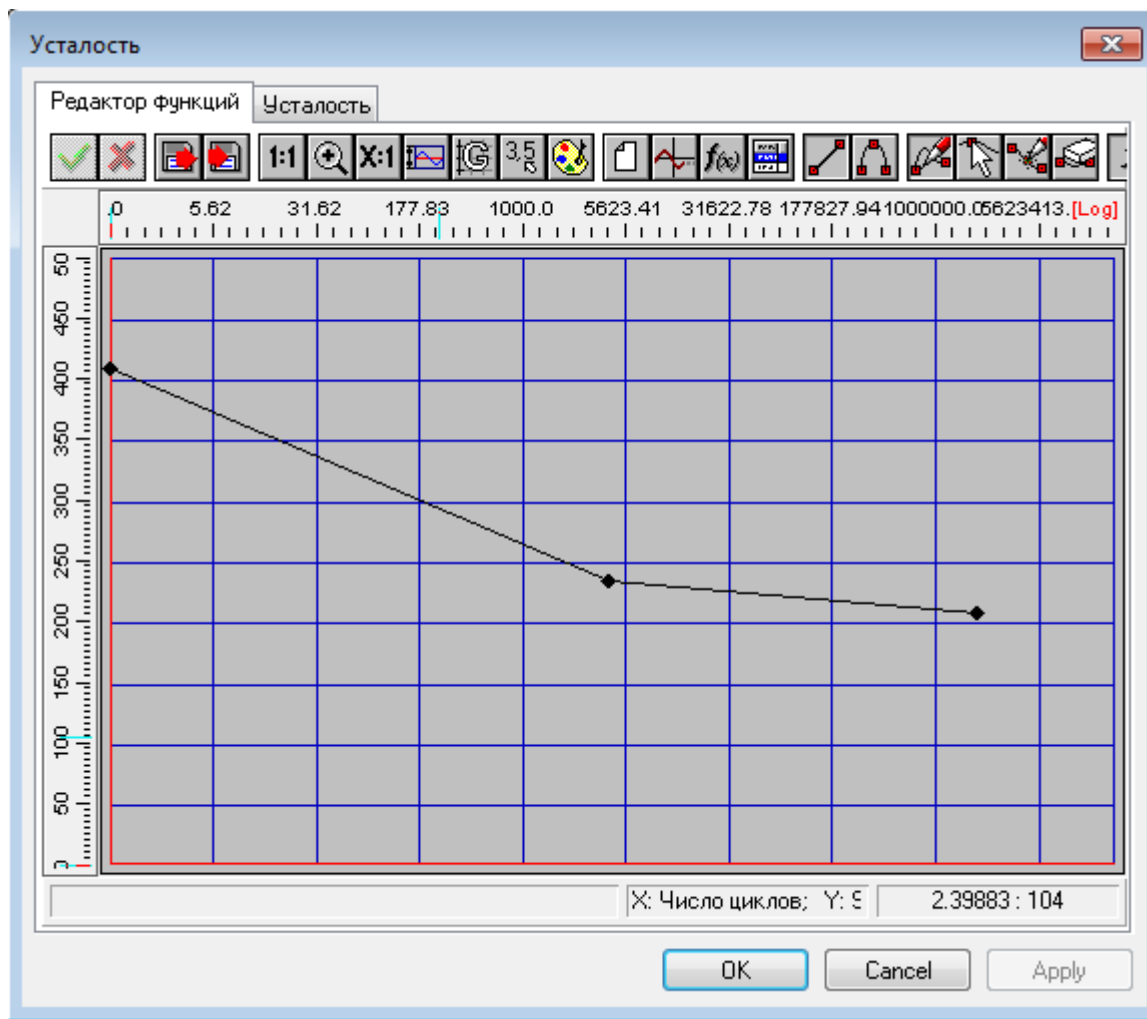 Усталость
Редактор функций Усталость
1:1 X:1 G 3,5 f(x)
.0 5.62 31.62 177.83 1000.0 5623.41 31622.78 177827.94 1000000.0 5623413. [Log]
50
450
400
350
300
250
200
150
100
50
0
X: Число циклов; Y: S 2.39883 : 104
OK Cancel Apply